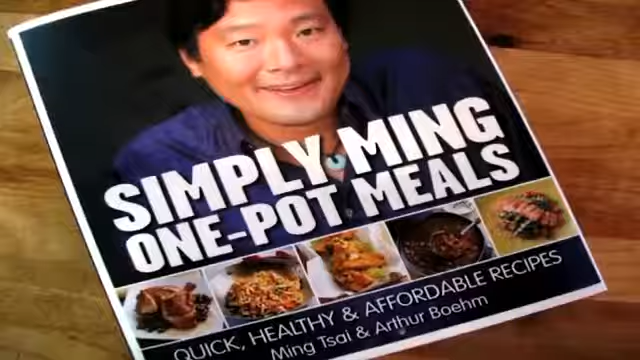 SIMPLY MING
ONE-POT MEALS
QUICK, HEALTHY & AFFORDABLE RECIPES
Ming Tsai & Arthur Boehm